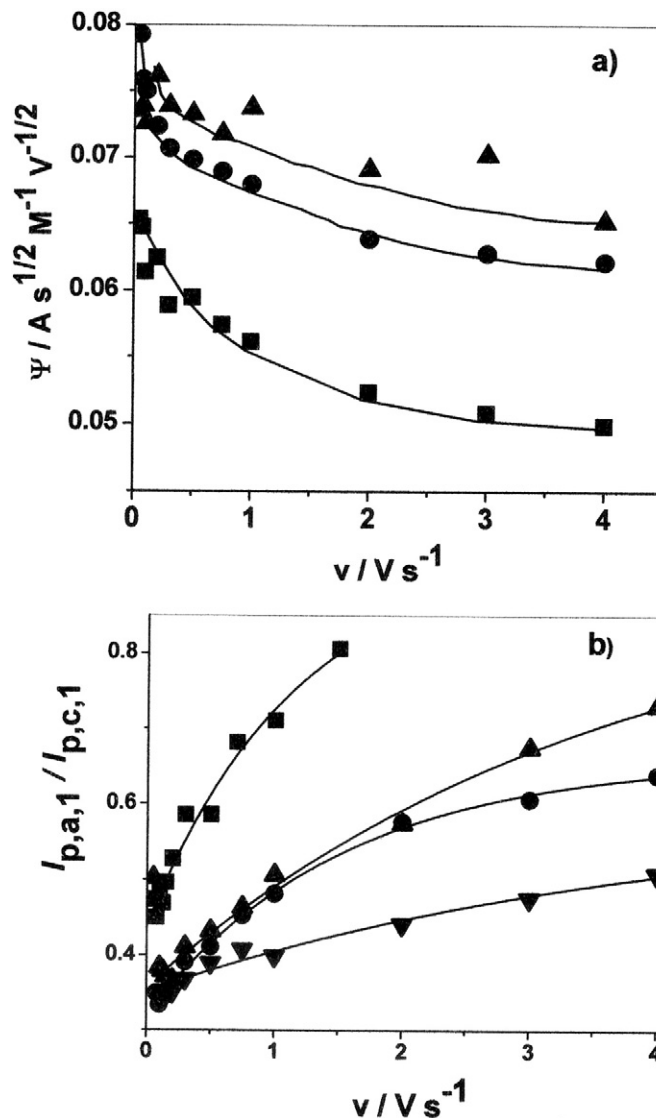 0.08
a)
0.07
0.06
0.05
Ψ / A s^1/2 M^-1 V^-1/2
0 1 2 3 4
v / V s^-1
b)
0.8
0.6
0.4
I_p,a,1 / I_p,c,1
0 1 2 3 4
v / V s^-1